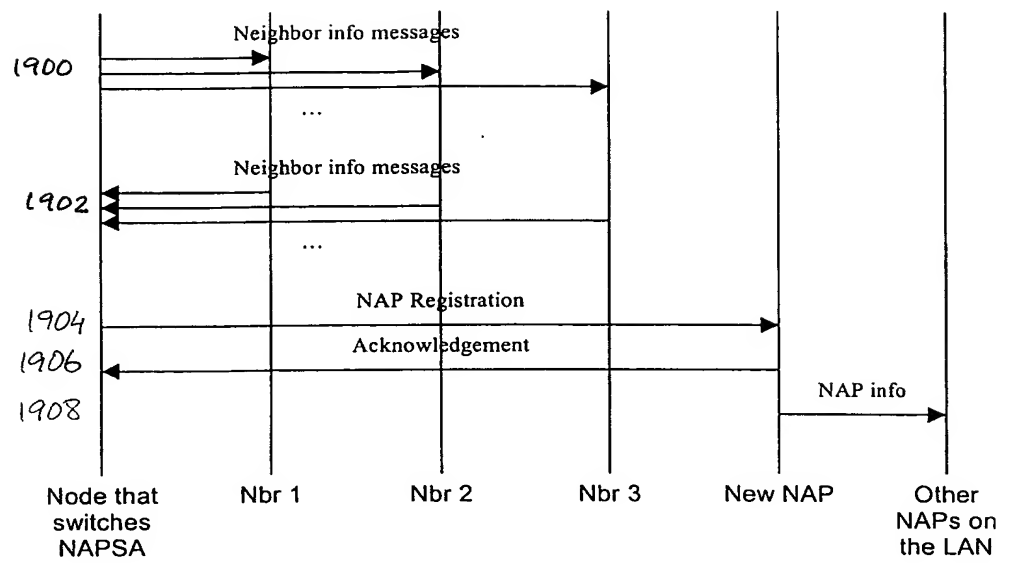 Neighbor info messages
1900
...
Neighbor info messages
1902
...
NAP Registration
1904
Acknowledgement
1906
NAP info
1908
Node that
switches
NAPSA
Nbr 1
Nbr 2
Nbr 3
New NAP
Other
NAPs on
the LAN